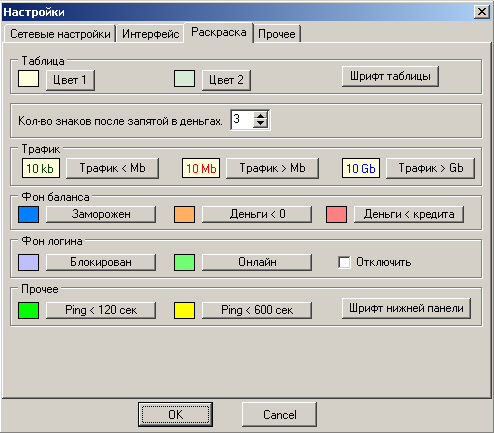 Настройки
Сетевые настройки Интерфейс Раскраска Прочее
Таблица
Цвет 1 Цвет 2 Шрифт таблицы
Кол-во знаков после запятой в деньгах. 3
Трафик
10 kb Трафик < Mb 10 Mb Трафик > Mb 10 Gb Трафик > Gb
Фон баланса
Заморожен Деньги < 0 Деньги < кредита
Фон логина
Блокирован Онлайн Отключить
Прочее
Ping < 120 сек Ping < 600 сек Шрифт нижней панели
OK Cancel